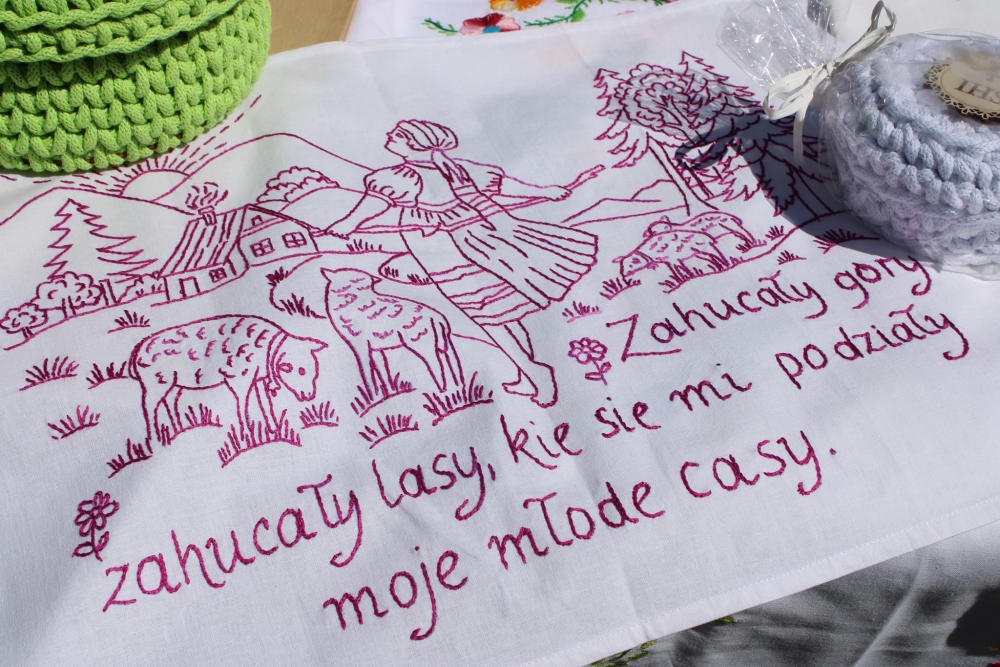 Zahucały góry
zahucały lasy, kie sie mi podziały
moje młode casy.